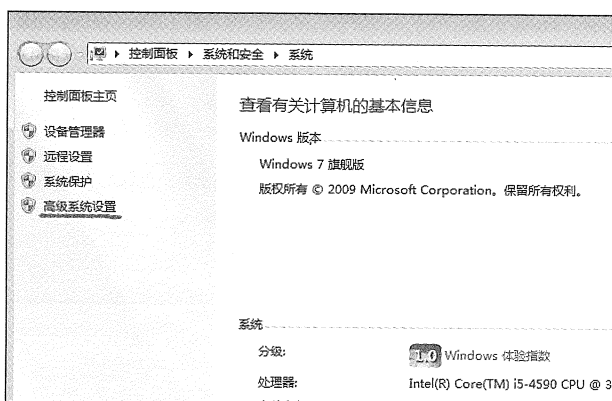 控制面板 ▸ 系统和安全 ▸ 系统
控制面板主页
设备管理器
远程设置
系统保护
高级系统设置
查看有关计算机的基本信息
Windows 版本
Windows 7 旗舰版
版权所有 © 2009 Microsoft Corporation。保留所有权利。
系统
分级:
1.0 Windows 体验指数
处理器:
Intel(R) Core(TM) i5-4590 CPU @ 3